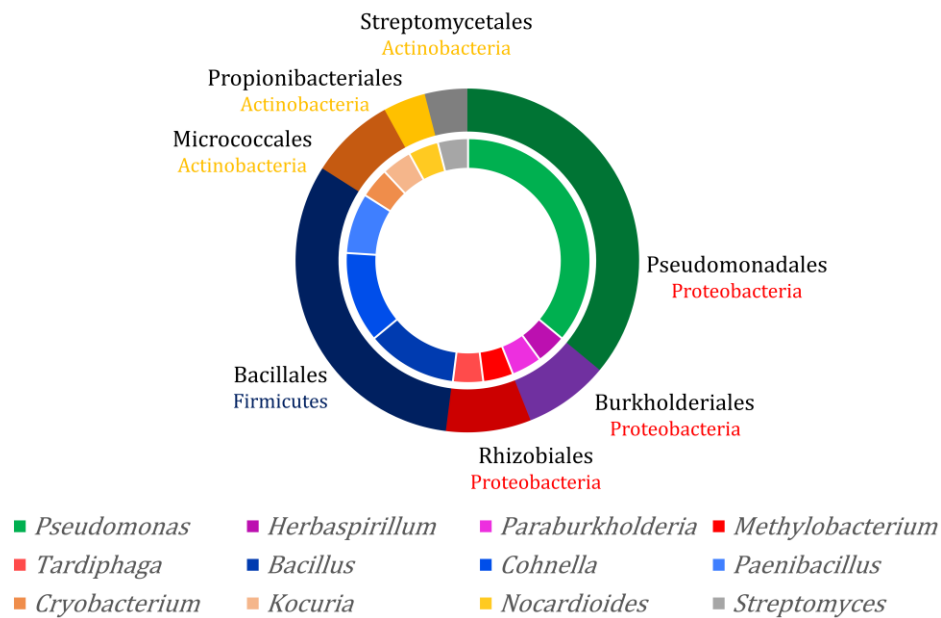 Streptomycetales
Actinobacteria
Propionibacteriales
Actinobacteria
Micrococcales
Actinobacteria
Pseudomonadales
Proteobacteria
Bacillales
Firmicutes
Burkholderiales
Proteobacteria
Rhizobiales
Proteobacteria
Pseudomonas Herbaspirillum Paraburkholderia Methylobacterium
Tardiphaga Bacillus Cohnella Paenibacillus
Cryobacterium Kocuria Nocardioides Streptomyces